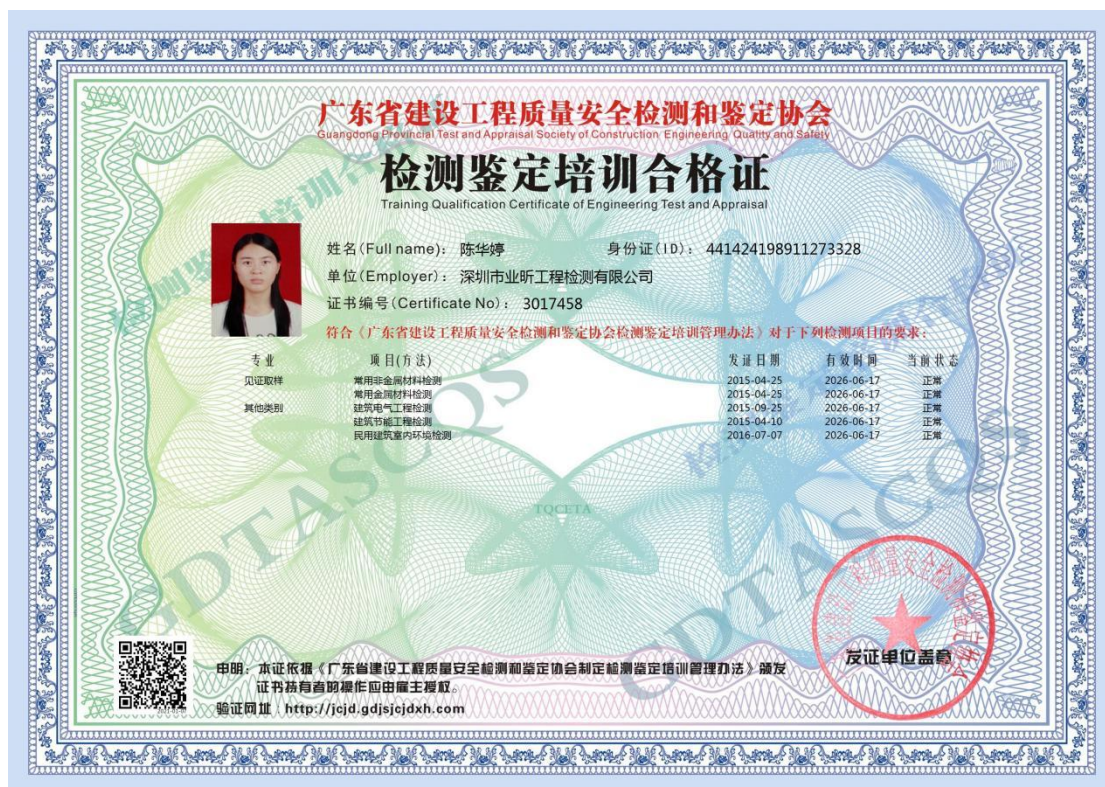 广东省建设工程质量安全检测和鉴定协会
Guangdong Provincial Test and Appraisal Society of Construction Engineering Quality and Safety
检测鉴定培训合格证
Training Qualification Certificate of Engineering Test and Appraisal
姓名(Full name): 陈华婷 身份证(ID): 441424198911273328
单位(Employer): 深圳市业昕工程检测有限公司
证书编号(Certificate No): 3017458
符合《广东省建设工程质量安全检测和鉴定协会检测鉴定培训管理办法》对于下列检测项目的要求:
专业 项目(方法) 发证日期 有效时间 当前状态
见证取样 常用非金属材料检测 2015-04-25 2026-06-17 正常
常用金属材料检测 2015-04-25 2026-06-17 正常
其他类别 建筑电气工程检测 2015-09-25 2026-06-17 正常
建筑节能工程检测 2015-04-10 2026-06-17 正常
民用建筑室内环境检测 2016-07-07 2026-06-17 正常
TQCETA
GDTASCQS
GDTASCQS
发证单位盖章
申明: 本证依据《广东省建设工程质量安全检测和鉴定协会制定检测鉴定培训管理办法》颁发
证书持有者的操作应由雇主授权。
验证网址: http://jcjd.gdjsjcjdxh.com